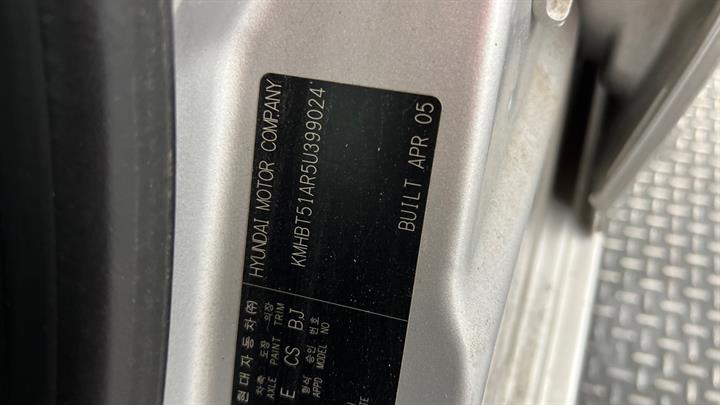 현대자동차㈜ HYUNDAI MOTOR COMPANY
차축 도장 의장
AXLE PAINT TRIM
E CS BJ
KMHBT51AR5U399024
형식 승인 번호
APPD MODEL NO
BUILT APR 05